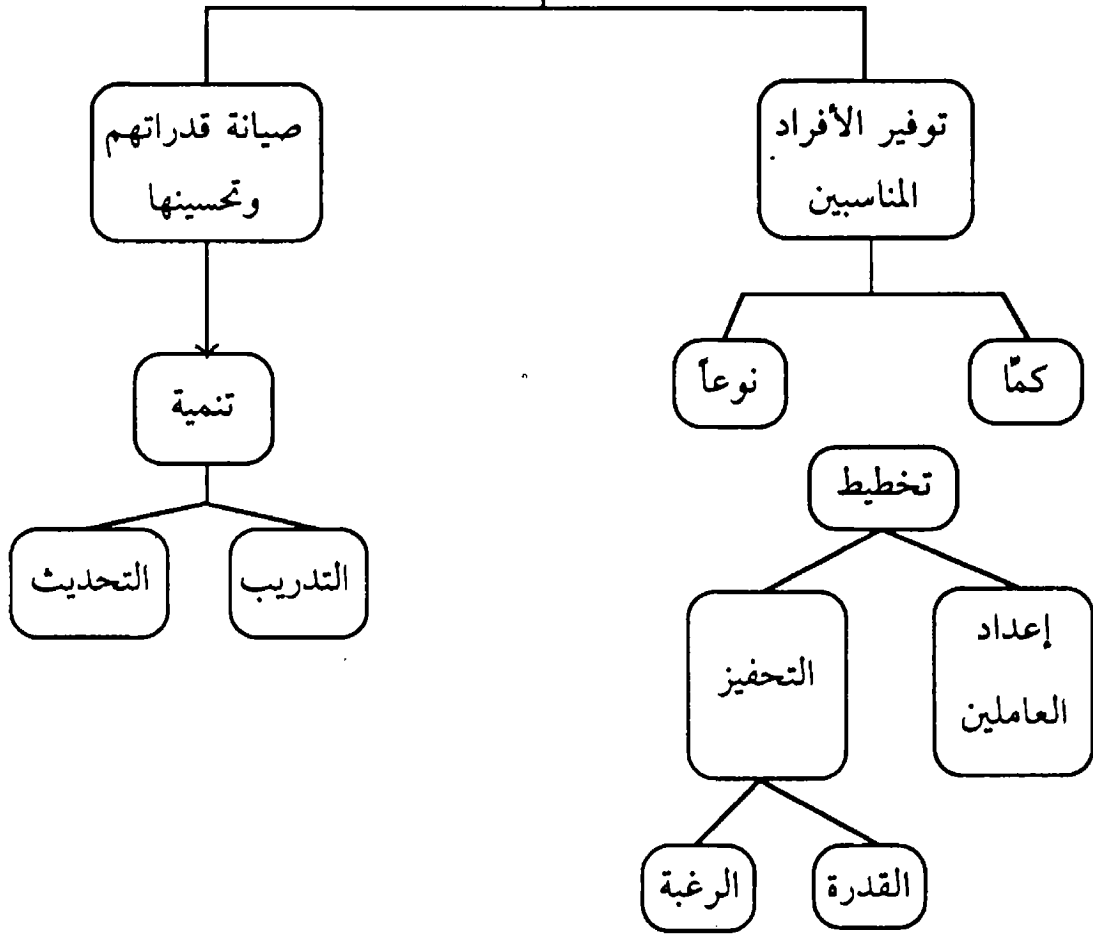 توفير الأفراد
المناسبين
صيانة قدراتهم
وتحسينها
كمًّا
نوعاً
تنمية
تخطيط
التدريب
التحديث
إعداد
العاملين
التحفيز
القدرة
الرغبة